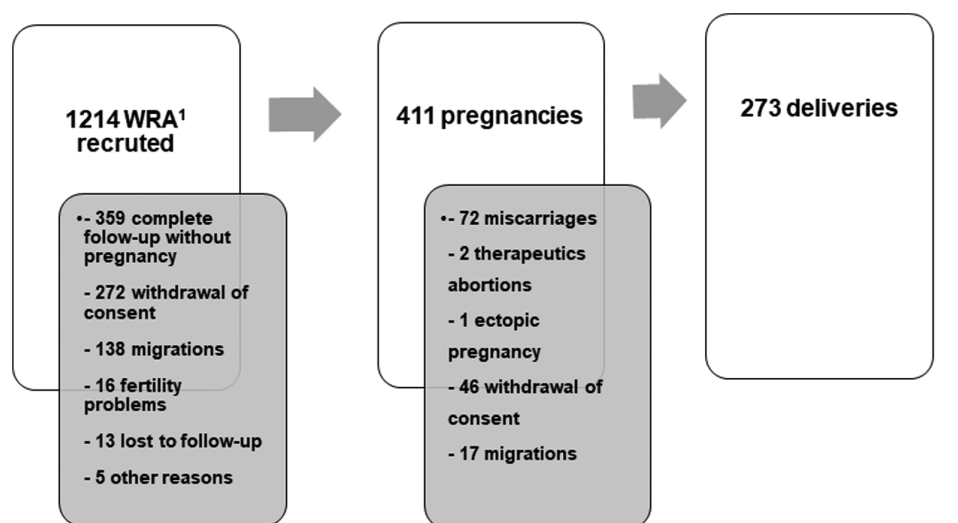 1214 WRA¹
recruted
•- 359 complete
folow-up without
pregnancy
- 272 withdrawal of
consent
- 138 migrations
- 16 fertility
problems
- 13 lost to follow-up
- 5 other reasons
411 pregnancies
•- 72 miscarriages
- 2 therapeutics
abortions
- 1 ectopic
pregnancy
- 46 withdrawal of
consent
- 17 migrations
273 deliveries